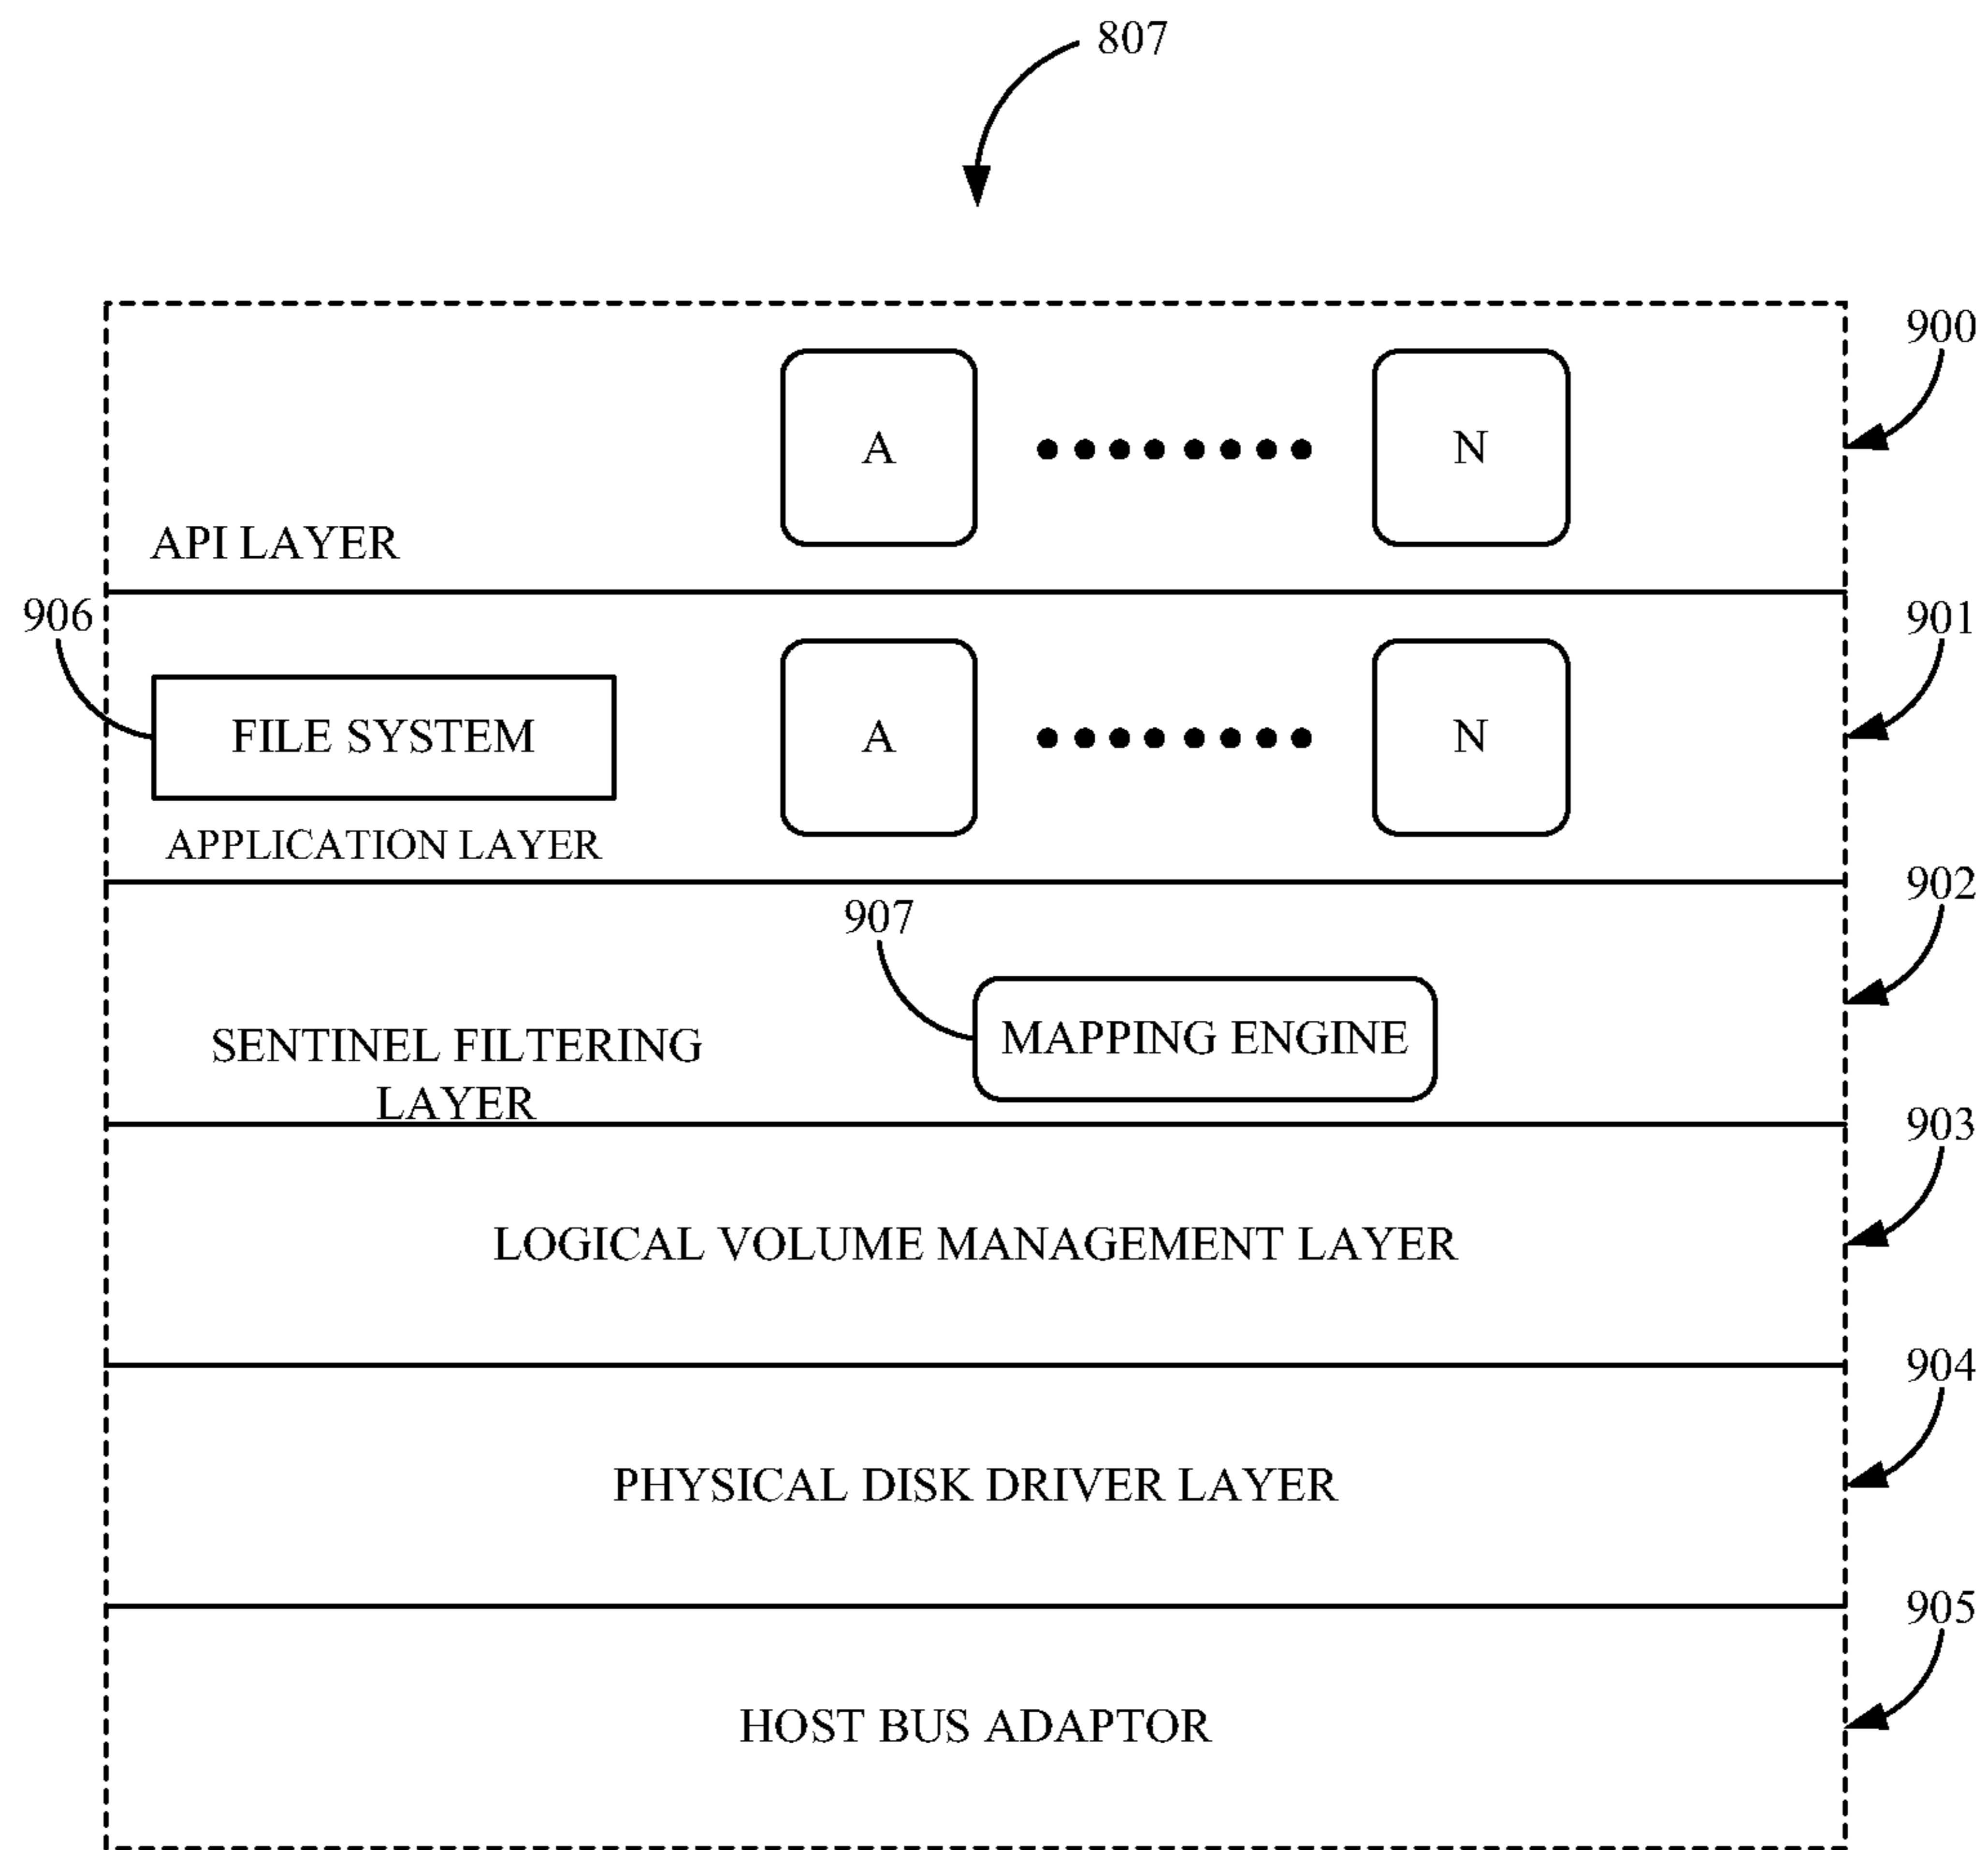 807
900
A
N
API LAYER
906
901
FILE SYSTEM
A
N
APPLICATION LAYER
902
907
MAPPING ENGINE
SENTINEL FILTERING
LAYER
903
LOGICAL VOLUME MANAGEMENT LAYER
904
PHYSICAL DISK DRIVER LAYER
905
HOST BUS ADAPTOR